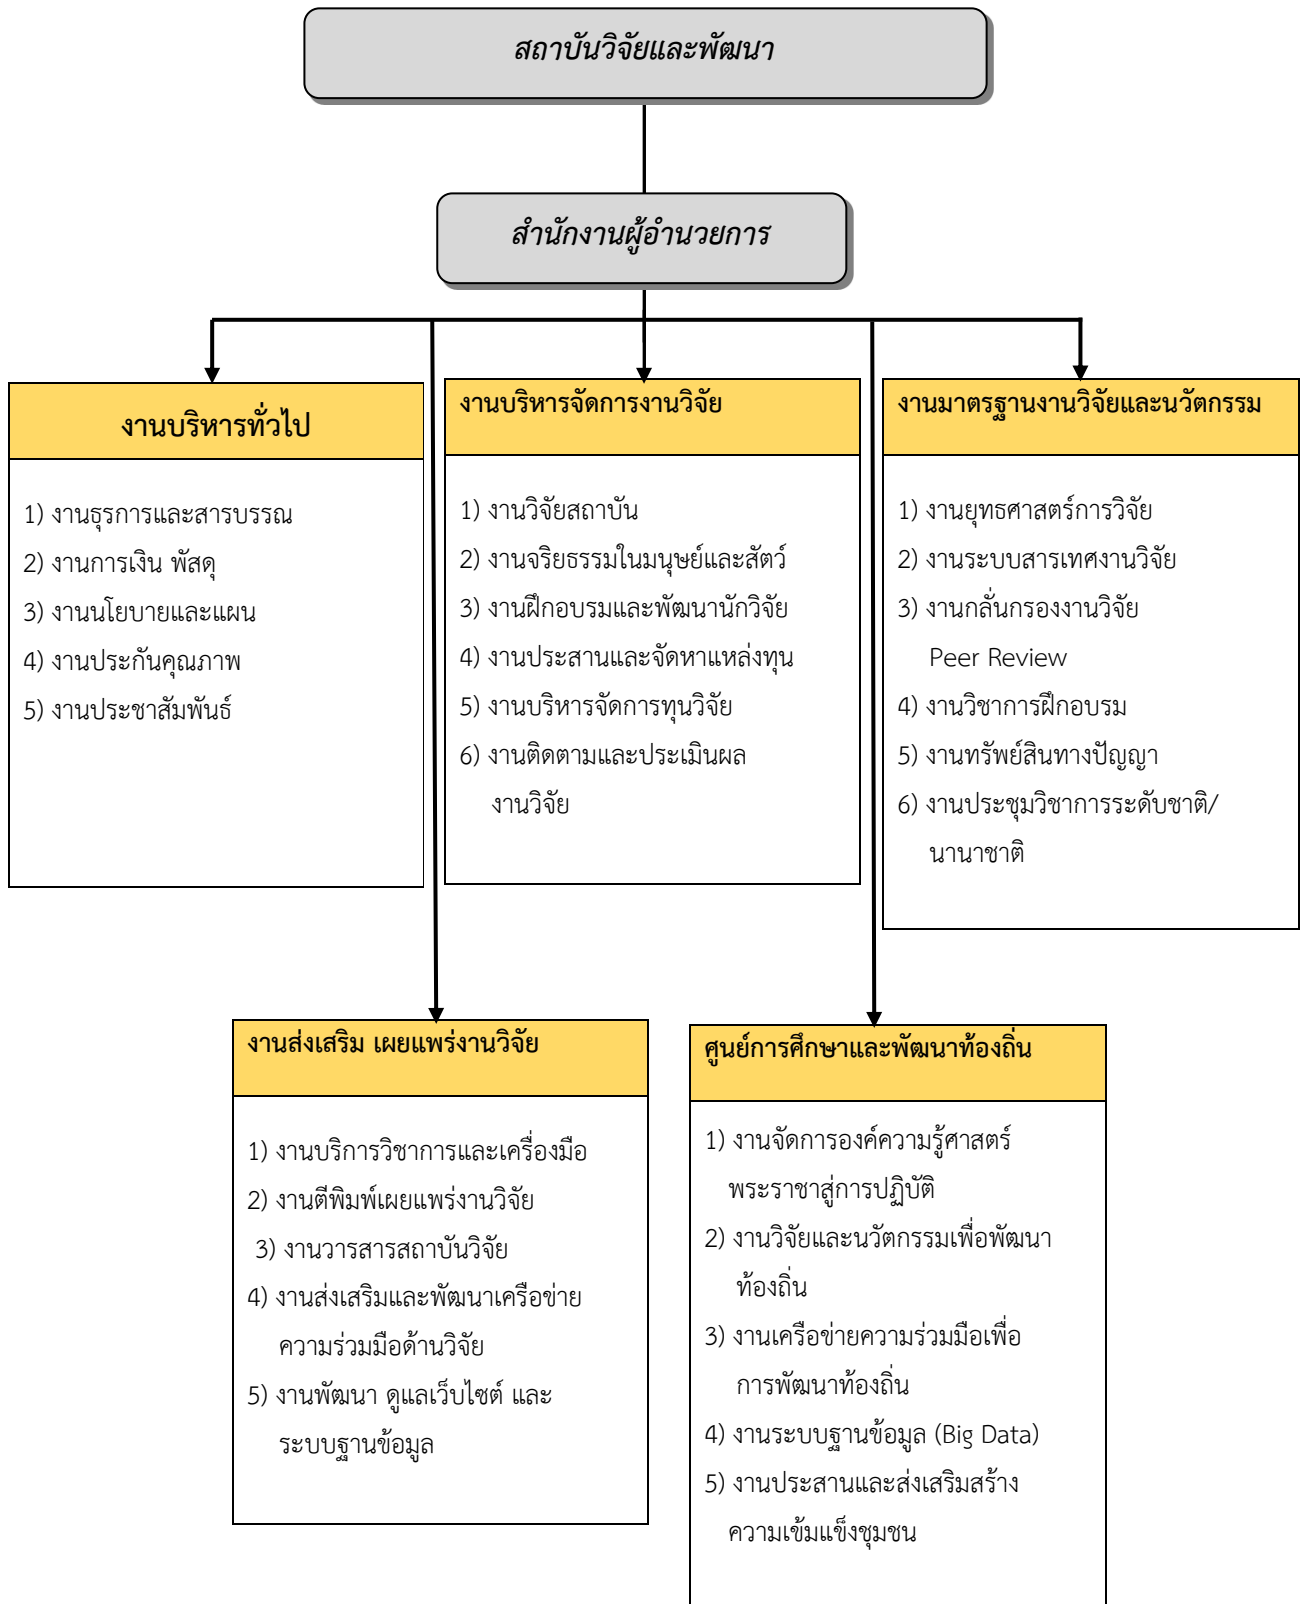 สถาบันวิจัยและพัฒนา
สำนักงานผู้อำนวยการ
งานบริหารทั่วไป
1) งานธุรการและสารบรรณ
2) งานการเงิน พัสดุ
3) งานนโยบายและแผน
4) งานประกันคุณภาพ
5) งานประชาสัมพันธ์
งานบริหารจัดการงานวิจัย
1) งานวิจัยสถาบัน
2) งานจริยธรรมในมนุษย์และสัตว์
3) งานฝึกอบรมและพัฒนานักวิจัย
4) งานประสานและจัดหาแหล่งทุน
5) งานบริหารจัดการทุนวิจัย
6) งานติดตามและประเมินผล
งานวิจัย
งานมาตรฐานงานวิจัยและนวัตกรรม
1) งานยุทธศาสตร์การวิจัย
2) งานระบบสารเทศงานวิจัย
3) งานกลั่นกรองงานวิจัย
Peer Review
4) งานวิชาการฝึกอบรม
5) งานทรัพย์สินทางปัญญา
6) งานประชุมวิชาการระดับชาติ/
นานาชาติ
งานส่งเสริม เผยแพร่งานวิจัย
1) งานบริการวิชาการและเครื่องมือ
2) งานตีพิมพ์เผยแพร่งานวิจัย
3) งานวารสารสถาบันวิจัย
4) งานส่งเสริมและพัฒนาเครือข่าย
ความร่วมมือด้านวิจัย
5) งานพัฒนา ดูแลเว็บไซต์ และ
ระบบฐานข้อมูล
ศูนย์การศึกษาและพัฒนาท้องถิ่น
1) งานจัดการองค์ความรู้ศาสตร์
พระราชาสู่การปฏิบัติ
2) งานวิจัยและนวัตกรรมเพื่อพัฒนา
ท้องถิ่น
3) งานเครือข่ายความร่วมมือเพื่อ
การพัฒนาท้องถิ่น
4) งานระบบฐานข้อมูล (Big Data)
5) งานประสานและส่งเสริมสร้าง
ความเข้มแข็งชุมชน